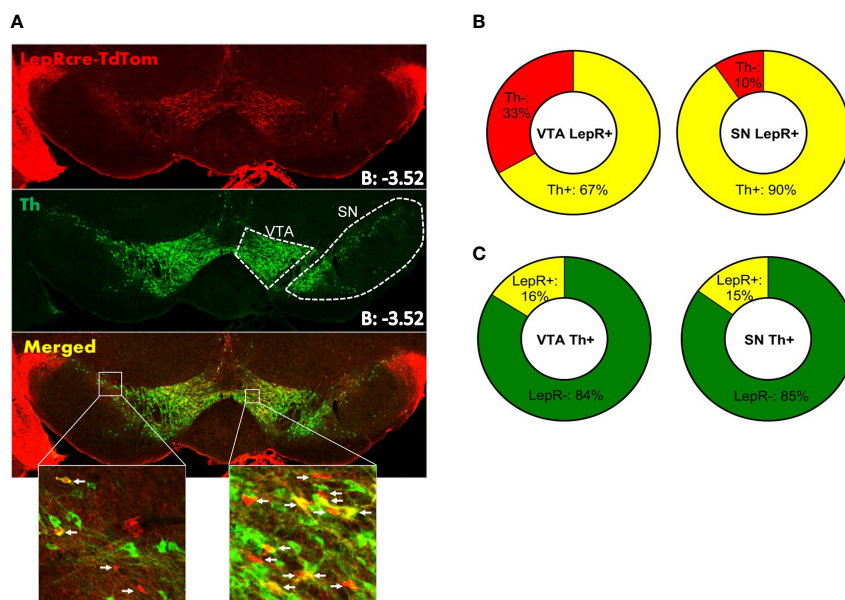 A
LepRcre-TdTom
B: -3.52
Th
VTA
SN
B: -3.52
Merged
B
Th-:
33%
VTA LepR+
Th+: 67%
Th-:
10%
SN LepR+
Th+: 90%
C
LepR+:
16%
VTA Th+
LepR-: 84%
LepR+:
15%
SN Th+
LepR-: 85%